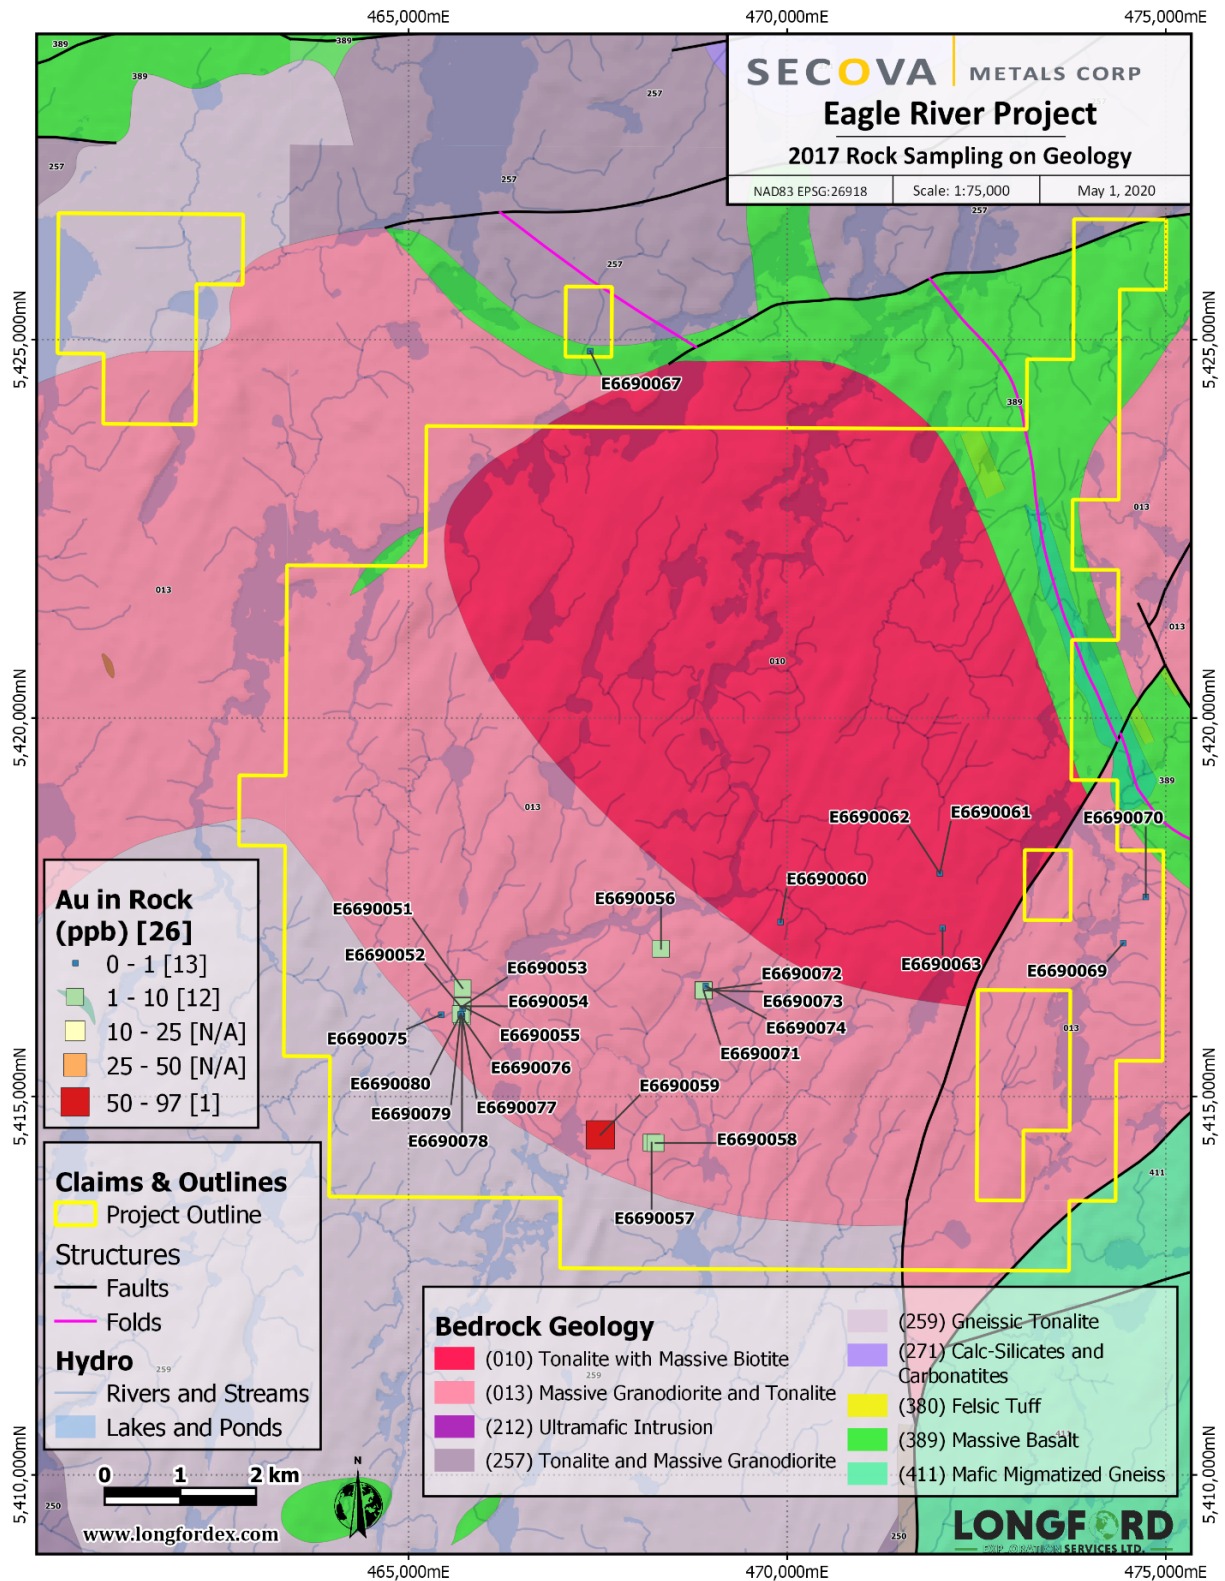 465,000mE 470,000mE 475,000mE
SECOVA METALS CORP
Eagle River Project
2017 Rock Sampling on Geology
NAD83 EPSG:26918 Scale: 1:75,000 May 1, 2020
389
389
389
257
257
257
257
257
5,425,000mN
5,425,000mN
E6690067
389
013
013
013
010
5,420,000mN
5,420,000mN
389
013
E6690062
E6690061
E6690070
E6690060
E6690056
E6690051
E6690052
E6690053
E6690063
E6690069
E6690072
E6690054
E6690073
E6690074
E6690075
E6690055
E6690071
013
E6690076
E6690080
E6690059
E6690079
E6690077
E6690078
E6690058
E6690057
5,415,000mN
5,415,000mN
411
Au in Rock
(ppb) [26]
0 - 1 [13]
1 - 10 [12]
10 - 25 [N/A]
25 - 50 [N/A]
50 - 97 [1]
Claims & Outlines
Project Outline
Structures
Faults
Folds
Hydro
259
Rivers and Streams
Lakes and Ponds
Bedrock Geology
(010) Tonalite with Massive Biotite
259
(013) Massive Granodiorite and Tonalite
(212) Ultramafic Intrusion
(257) Tonalite and Massive Granodiorite
(259) Gneissic Tonalite
(271) Calc-Silicates and
Carbonatites
(380) Felsic Tuff
(389) Massive Basalt
(411) Mafic Migmatized Gneiss
5,410,000mN
5,410,000mN
0 1 2 km
N
www.longfordex.com
250
250
LONGFORD
EXPLORATION SERVICES LTD.
465,000mE 470,000mE 475,000mE